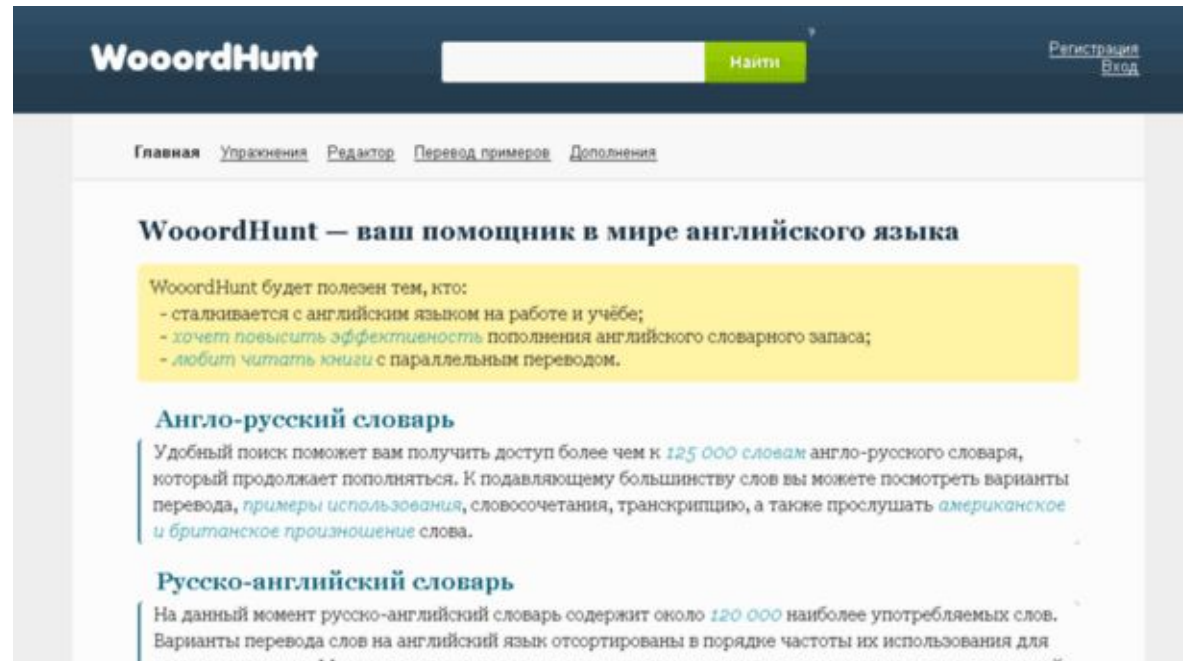 WooordHunt
Найти
Регистрация
Вход
Главная Упражнения Редактор Перевод примеров Дополнения
WooordHunt — ваш помощник в мире английского языка
WooordHunt будет полезен тем, кто:
- сталкивается с английским языком на работе и учёбе;
- хочет повысить эффективность пополнения английского словарного запаса;
- любит читать книги с параллельным переводом.
Англо-русский словарь
Удобный поиск поможет вам получить доступ более чем к 125 000 словам англо-русского словаря,
который продолжает пополняться. К подавляющему большинству слов вы можете посмотреть варианты
перевода, примеры использования, словосочетания, транскрипцию, а также прослушать американское
и британское произношение слова.
Русско-английский словарь
На данный момент русско-английский словарь содержит около 120 000 наиболее употребляемых слов.
Варианты перевода слов на английский язык отсортированы в порядке частоты их использования для